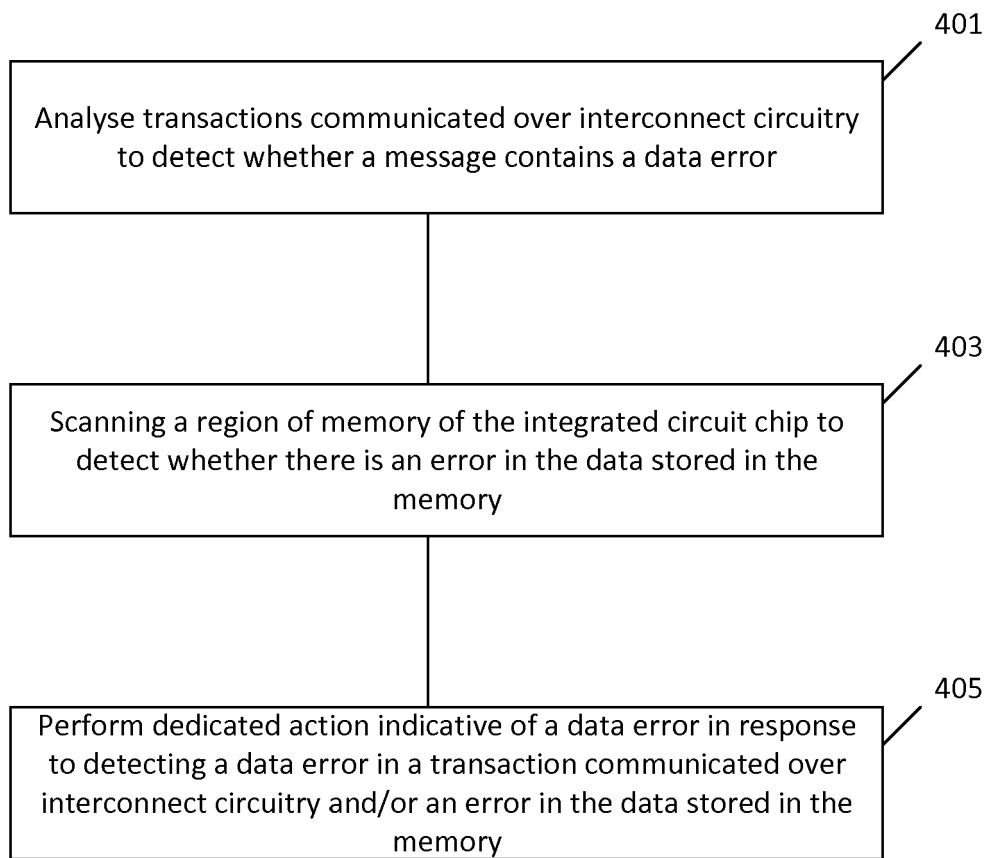 401
Analyse transactions communicated over interconnect circuitry
to detect whether a message contains a data error
403
Scanning a region of memory of the integrated circuit chip to
detect whether there is an error in the data stored in the
memory
405
Perform dedicated action indicative of a data error in response
to detecting a data error in a transaction communicated over
interconnect circuitry and/or an error in the data stored in the
memory